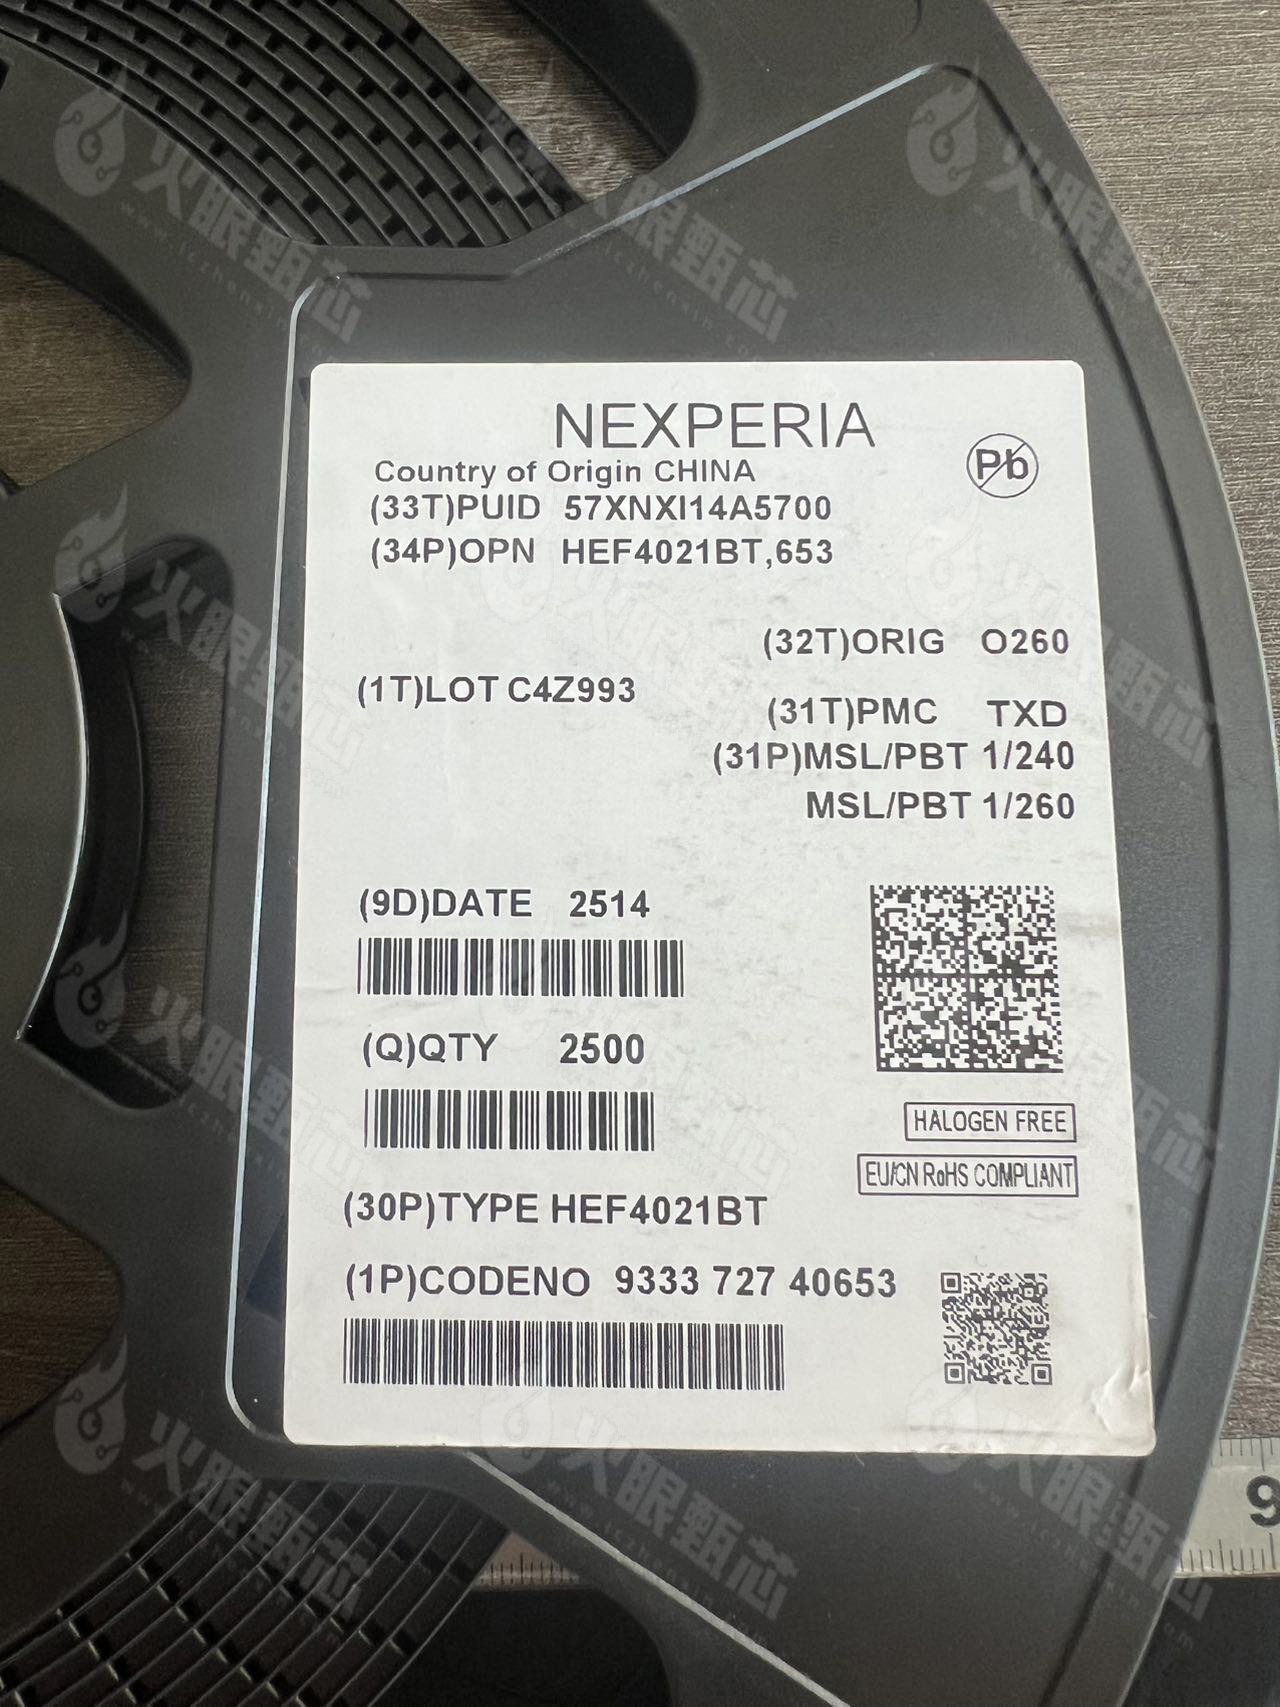 NEXPERIA
Country of Origin CHINA
Pb
(33T)PUID 57XNXI14A5700
(34P)OPN HEF4021BT,653
(32T)ORIG O260
(1T)LOT C4Z993
(31T)PMC TXD
(31P)MSL/PBT 1/240
MSL/PBT 1/260
(9D)DATE 2514
(Q)QTY 2500
HALOGEN FREE
EU/CN RoHS COMPLIANT
(30P)TYPE HEF4021BT
(1P)CODENO 9333 727 40653
9
火眼甄芯